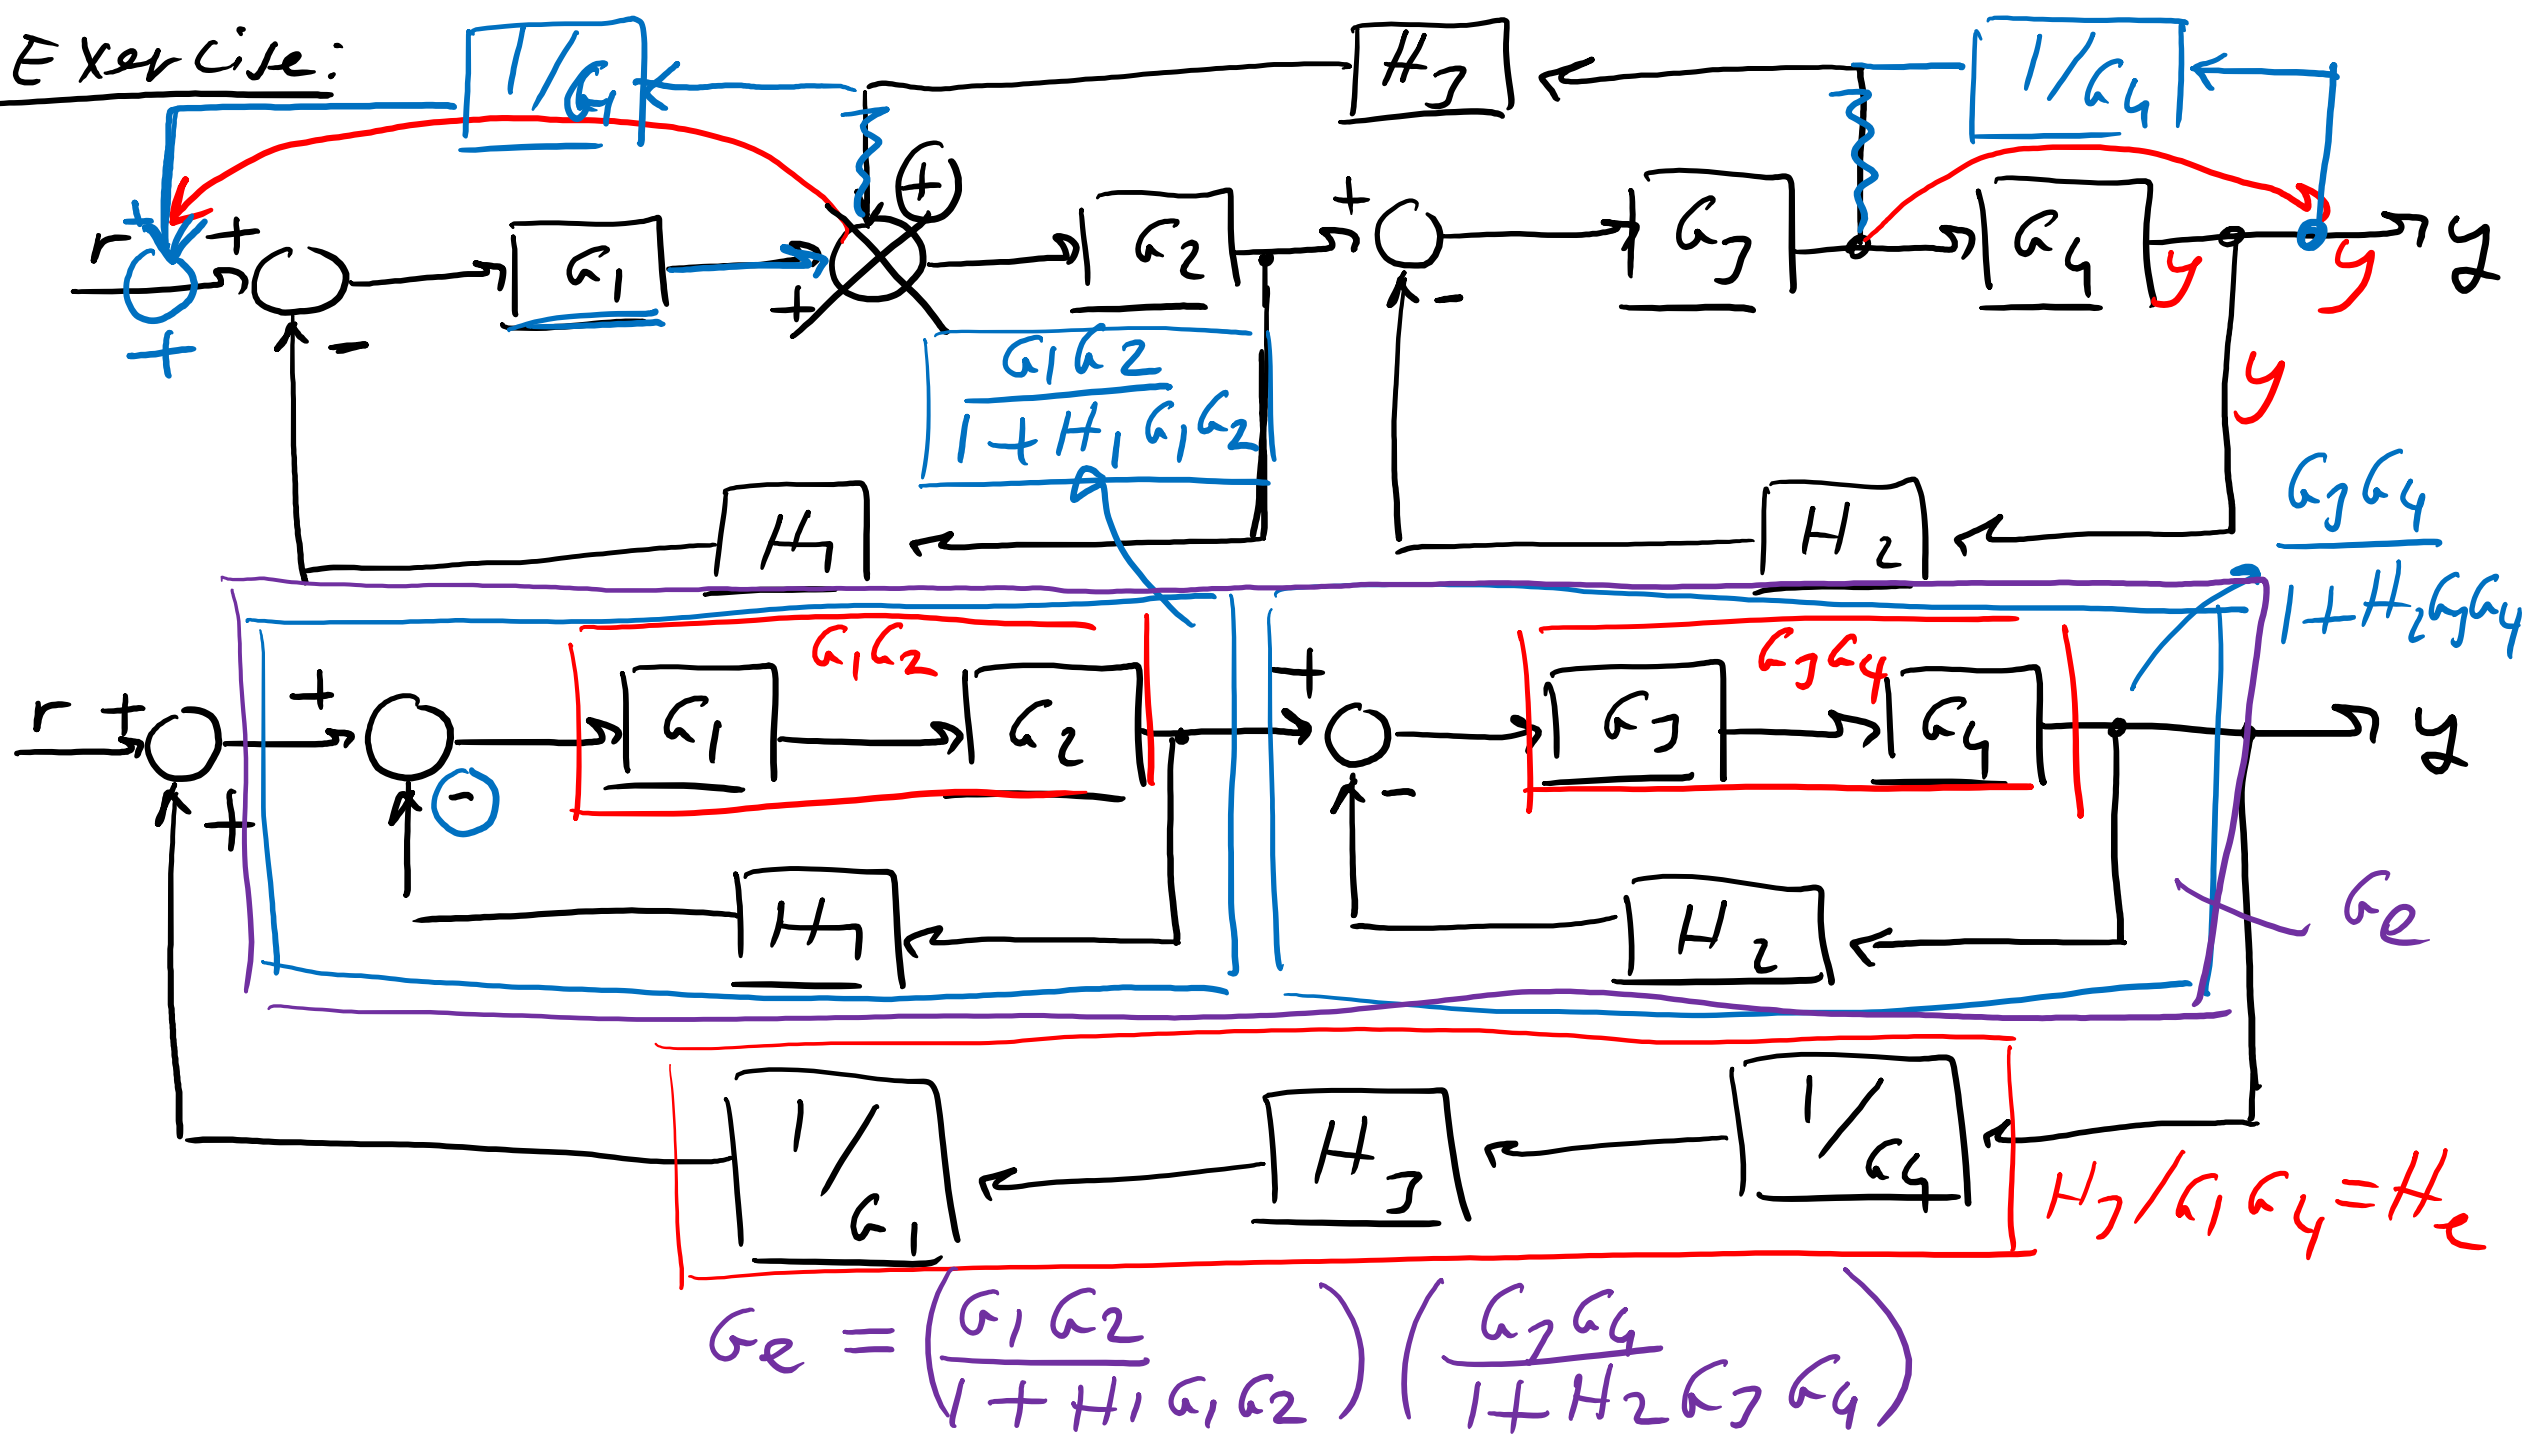 Exercise:
1/G1
H3
1/G4
+
r
+
+
G1
+
+
G2
+
G3
G4
y
y
y
-
-
y
G1G2
1+H1G1G2
H1
H2
G3G4
1+H2G3G4
r
+
+
+
-
G1
G2
G1G2
+
-
G3
G4
G3G4
y
H1
H2
Ge
1/G1
H3
1/G4
H3/G1G4=He
Ge = (G1G2 / 1+H1G1G2) (G3G4 / 1+H2G3G4)